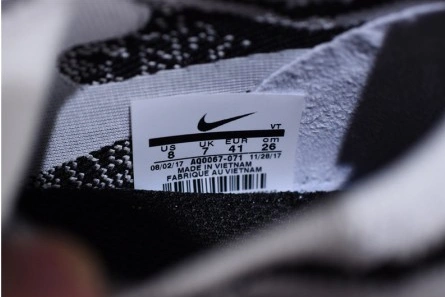 VT
US UK EUR cm
8 7 41 26
08/02/17 AQ0067-071 11/28/17
MADE IN VIETNAM
FABRIQUE AU VIETNAM